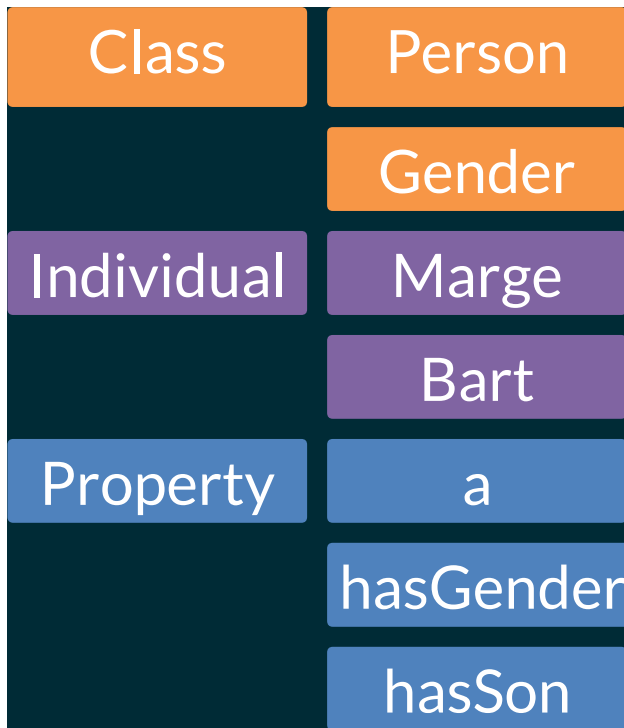 Class Person
Gender
Individual Marge
Bart
Property a
hasGender
hasSon